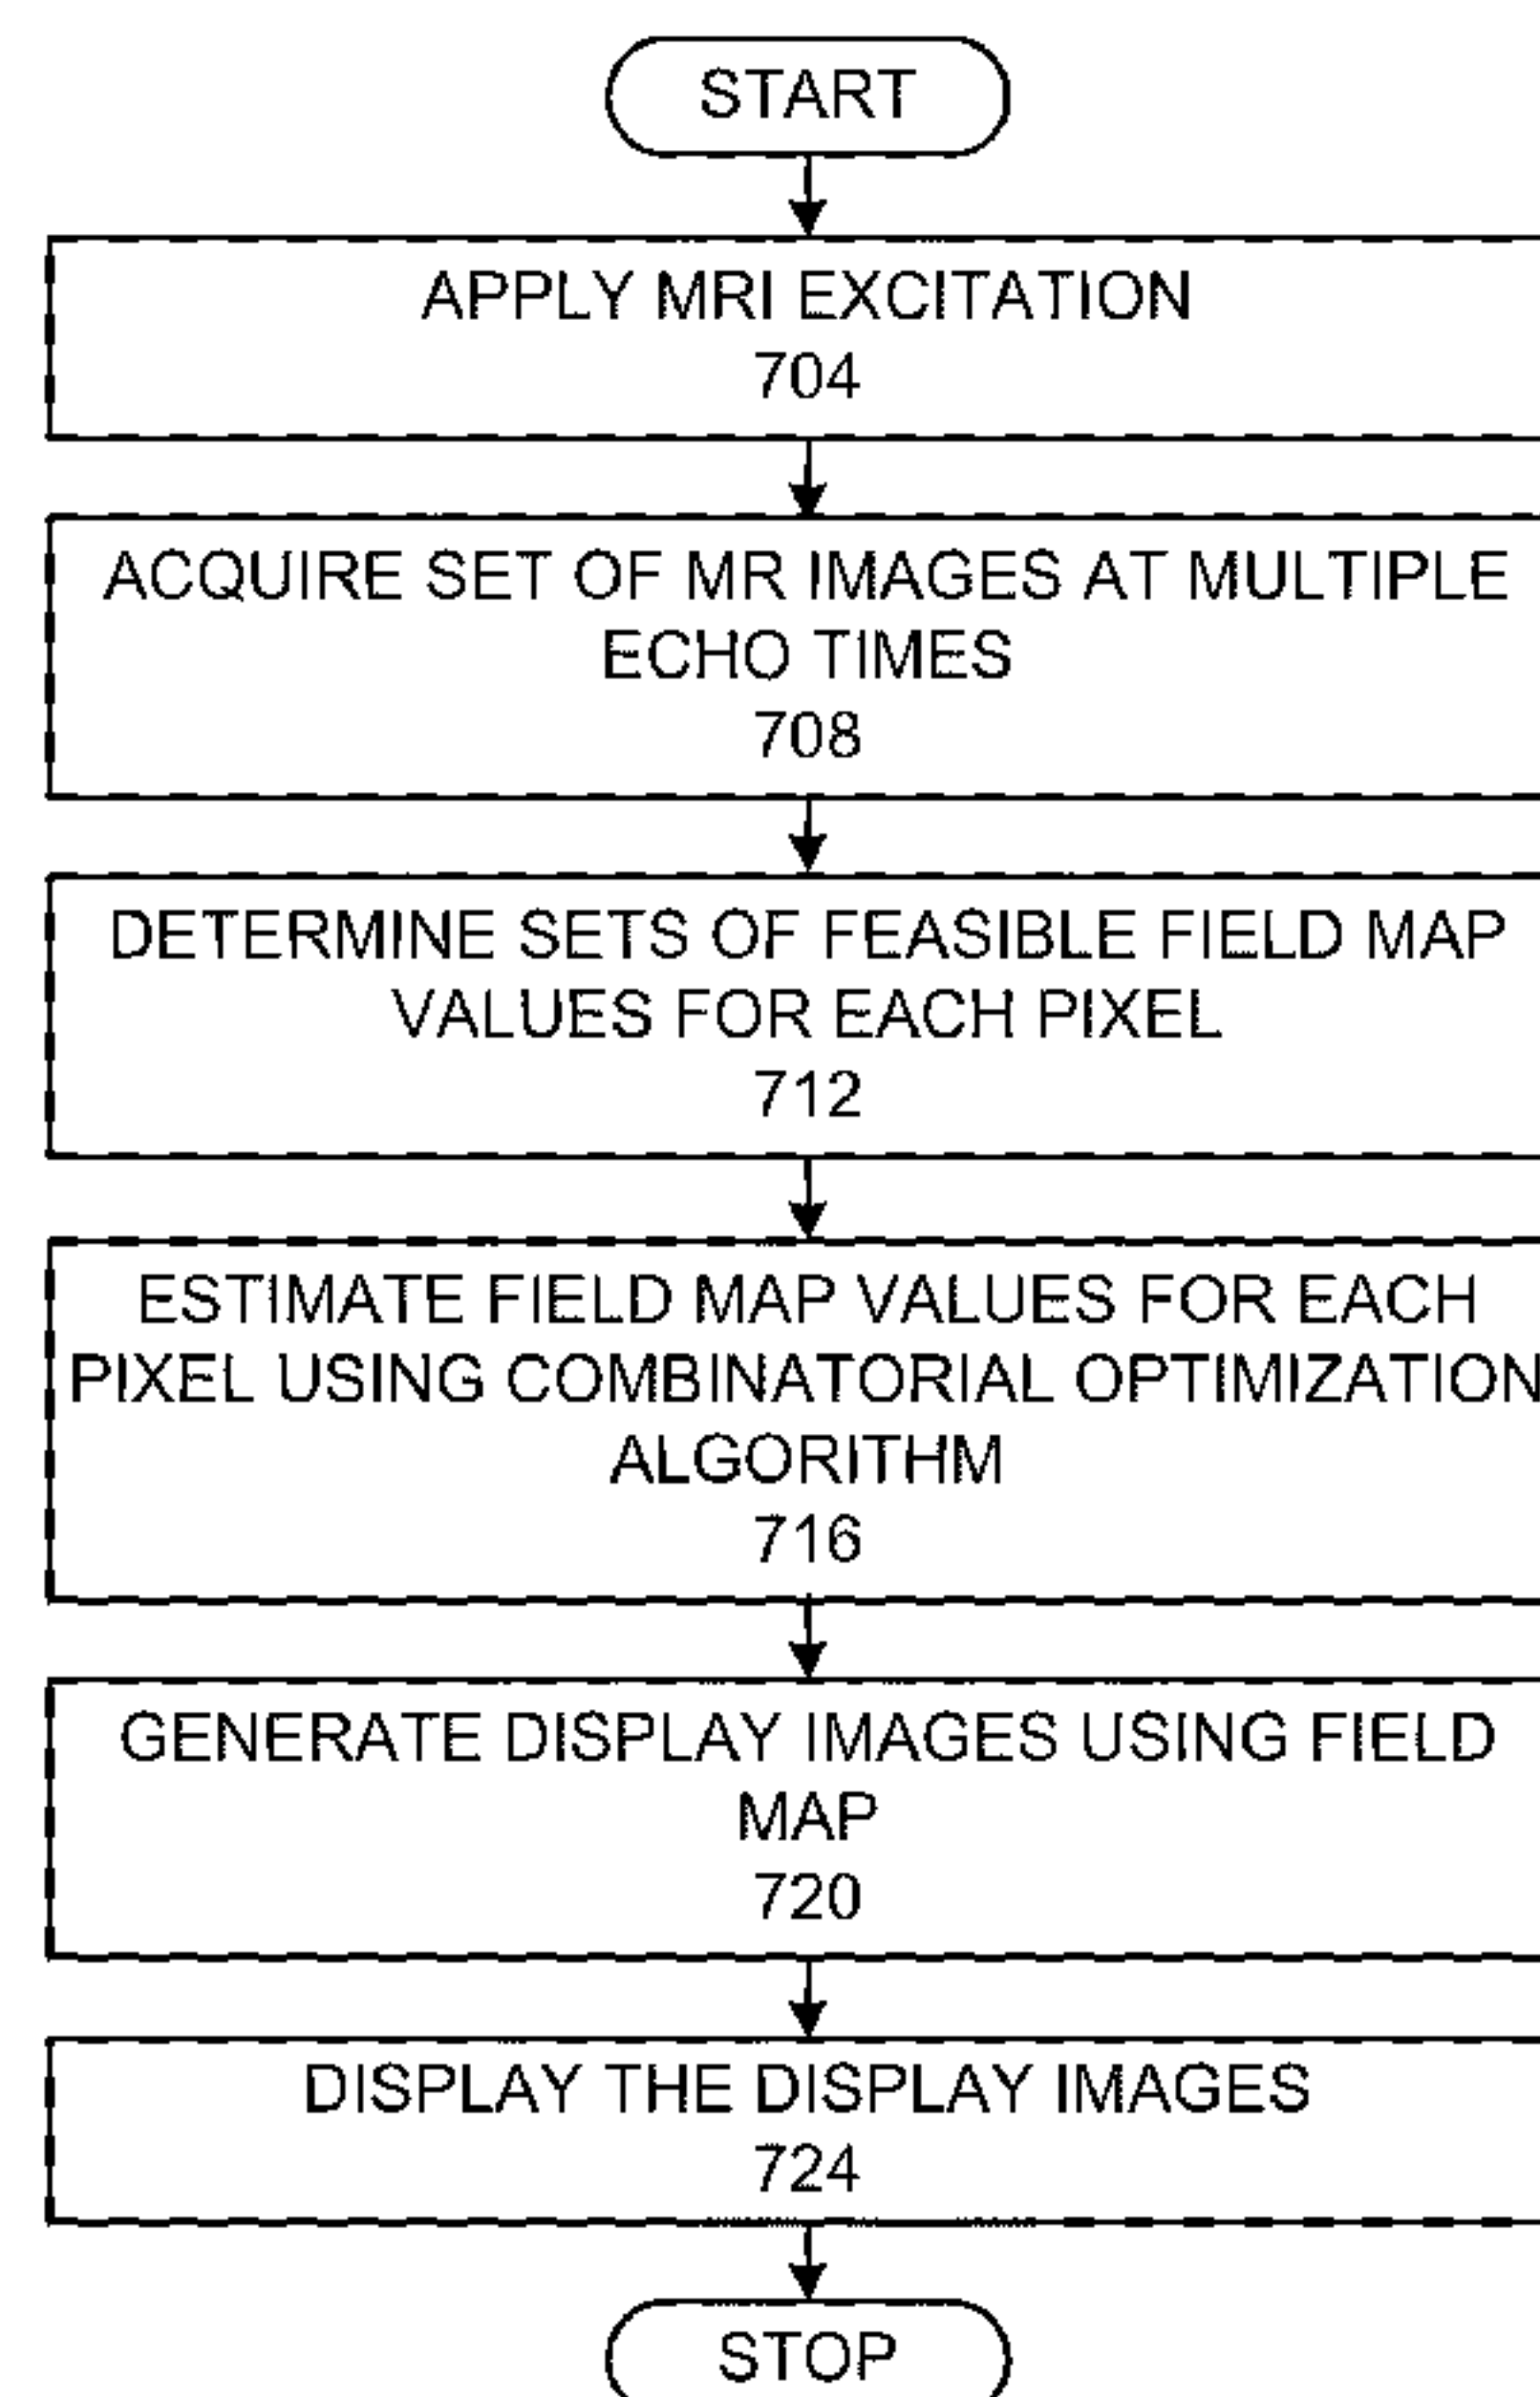 START
APPLY MRI EXCITATION
704
ACQUIRE SET OF MR IMAGES AT MULTIPLE
ECHO TIMES
708
DETERMINE SETS OF FEASIBLE FIELD MAP
VALUES FOR EACH PIXEL
712
ESTIMATE FIELD MAP VALUES FOR EACH
PIXEL USING COMBINATORIAL OPTIMIZATION
ALGORITHM
716
GENERATE DISPLAY IMAGES USING FIELD
MAP
720
DISPLAY THE DISPLAY IMAGES
724
STOP